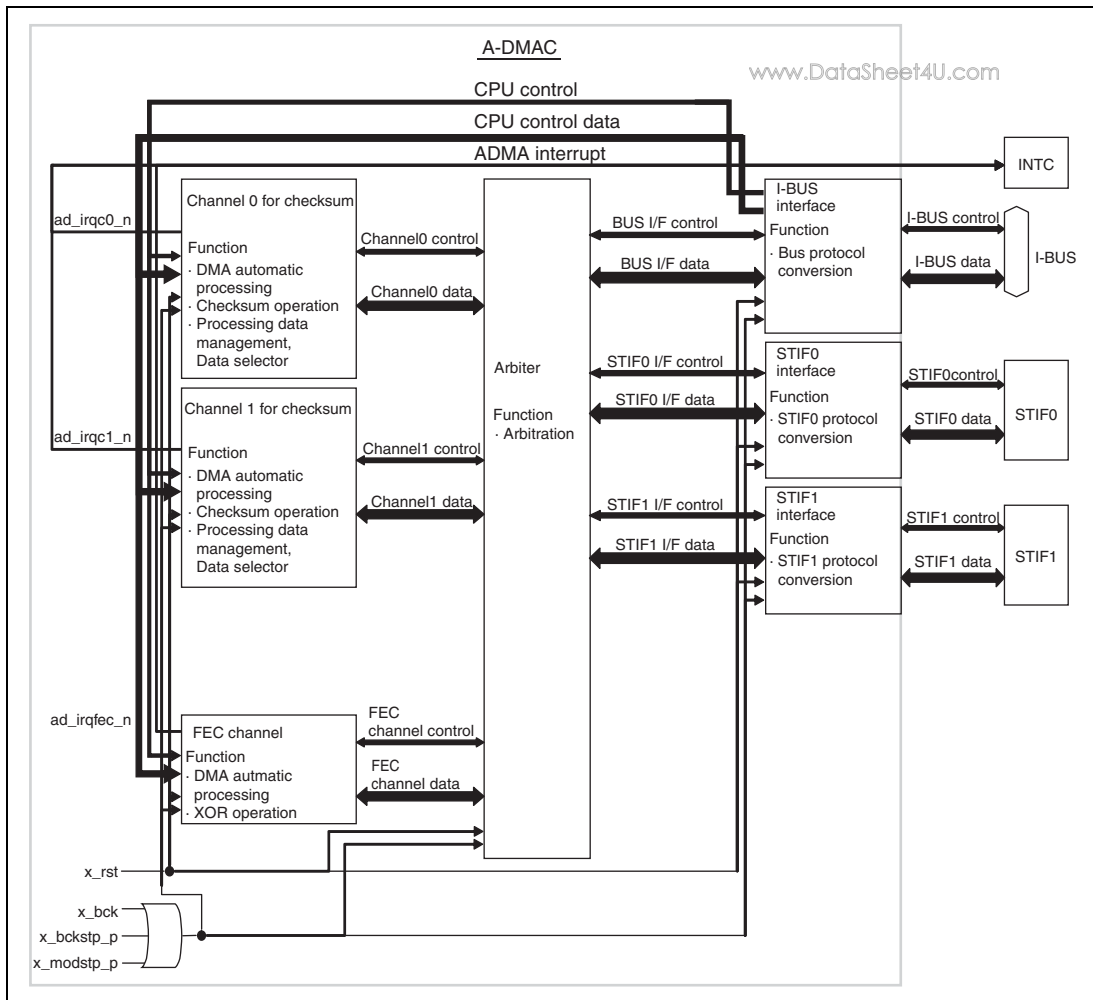 A-DMAC
www.DataSheet4U.com
CPU control
CPU control data
ADMA interrupt
INTC
ad_irqc0_n
Channel 0 for checksum
Function
· DMA automatic
processing
· Checksum operation
· Processing data
management,
Data selector
Channel0 control
Channel0 data
ad_irqc1_n
Channel 1 for checksum
Function
· DMA automatic
processing
· Checksum operation
· Processing data
management,
Data selector
Channel1 control
Channel1 data
ad_irqfec_n
FEC channel
Function
· DMA autmatic
processing
· XOR operation
FEC
channel control
FEC
channel data
Arbiter
Function
· Arbitration
BUS I/F control
BUS I/F data
STIF0 I/F control
STIF0 I/F data
STIF1 I/F control
STIF1 I/F data
I-BUS
interface
Function
· Bus protocol
conversion
I-BUS control
I-BUS data
I-BUS
STIF0
interface
Function
· STIF0 protocol
conversion
STIF0control
STIF0 data
STIF0
STIF1
interface
Function
· STIF1 protocol
conversion
STIF1 control
STIF1 data
STIF1
x_rst
x_bck
x_bckstp_p
x_modstp_p